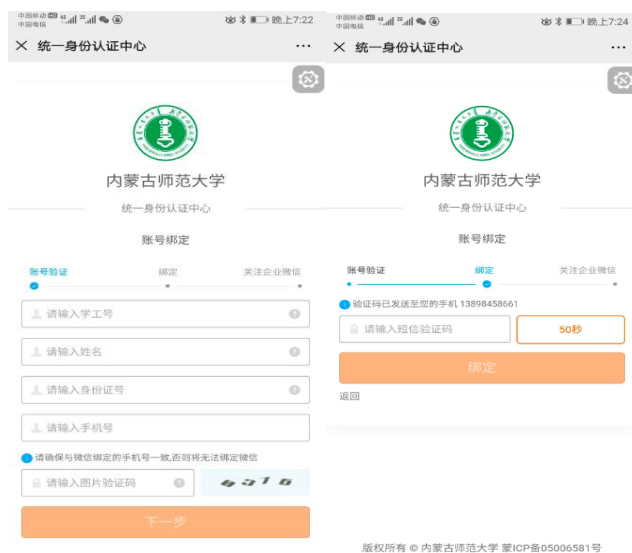 中国移动 HD 4G 2G 晚上7:22
中国电信
统一身份认证中心
内蒙古师范大学
统一身份认证中心
账号绑定
账号验证 绑定 关注企业微信
请输入学工号
请输入姓名
请输入身份证号
请输入手机号
请确保与微信绑定的手机号一致,否则将无法绑定微信
请输入图片验证码
下一步
中国移动 HD 4G 2G 晚上7:24
中国电信
统一身份认证中心
内蒙古师范大学
统一身份认证中心
账号绑定
账号验证 绑定 关注企业微信
验证码已发送至您的手机 13898458661
请输入短信验证码 50秒
绑定
返回
版权所有 © 内蒙古师范大学 蒙ICP备05006581号